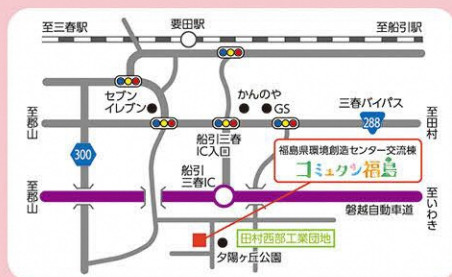 至三春駅
要田駅
至船引駅
セブン
イレブン
かんのや
GS
三春バイパス
288
至郡山
至田村
船引三春
IC入口
300
福島県環境創造センター交流棟
コミュタン福島
船引
三春IC
至郡山
至いわき
磐越自動車道
田村西部工業団地
夕陽ヶ丘公園